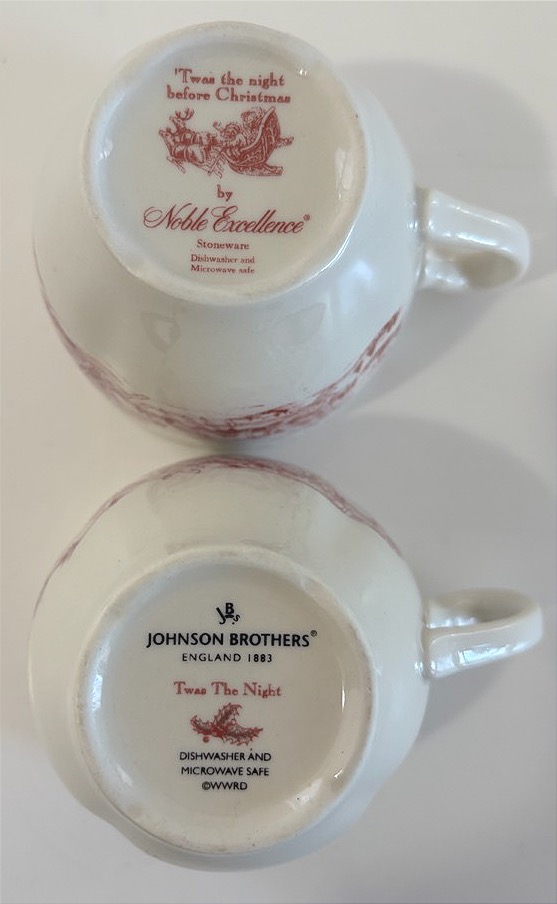 'Twas the night
before Christmas
by
Noble Excellence®
Stoneware
Dishwasher and
Microwave safe
JBros
JOHNSON BROTHERS®
ENGLAND 1883
Twas The Night
DISHWASHER AND
MICROWAVE SAFE
©WWRD